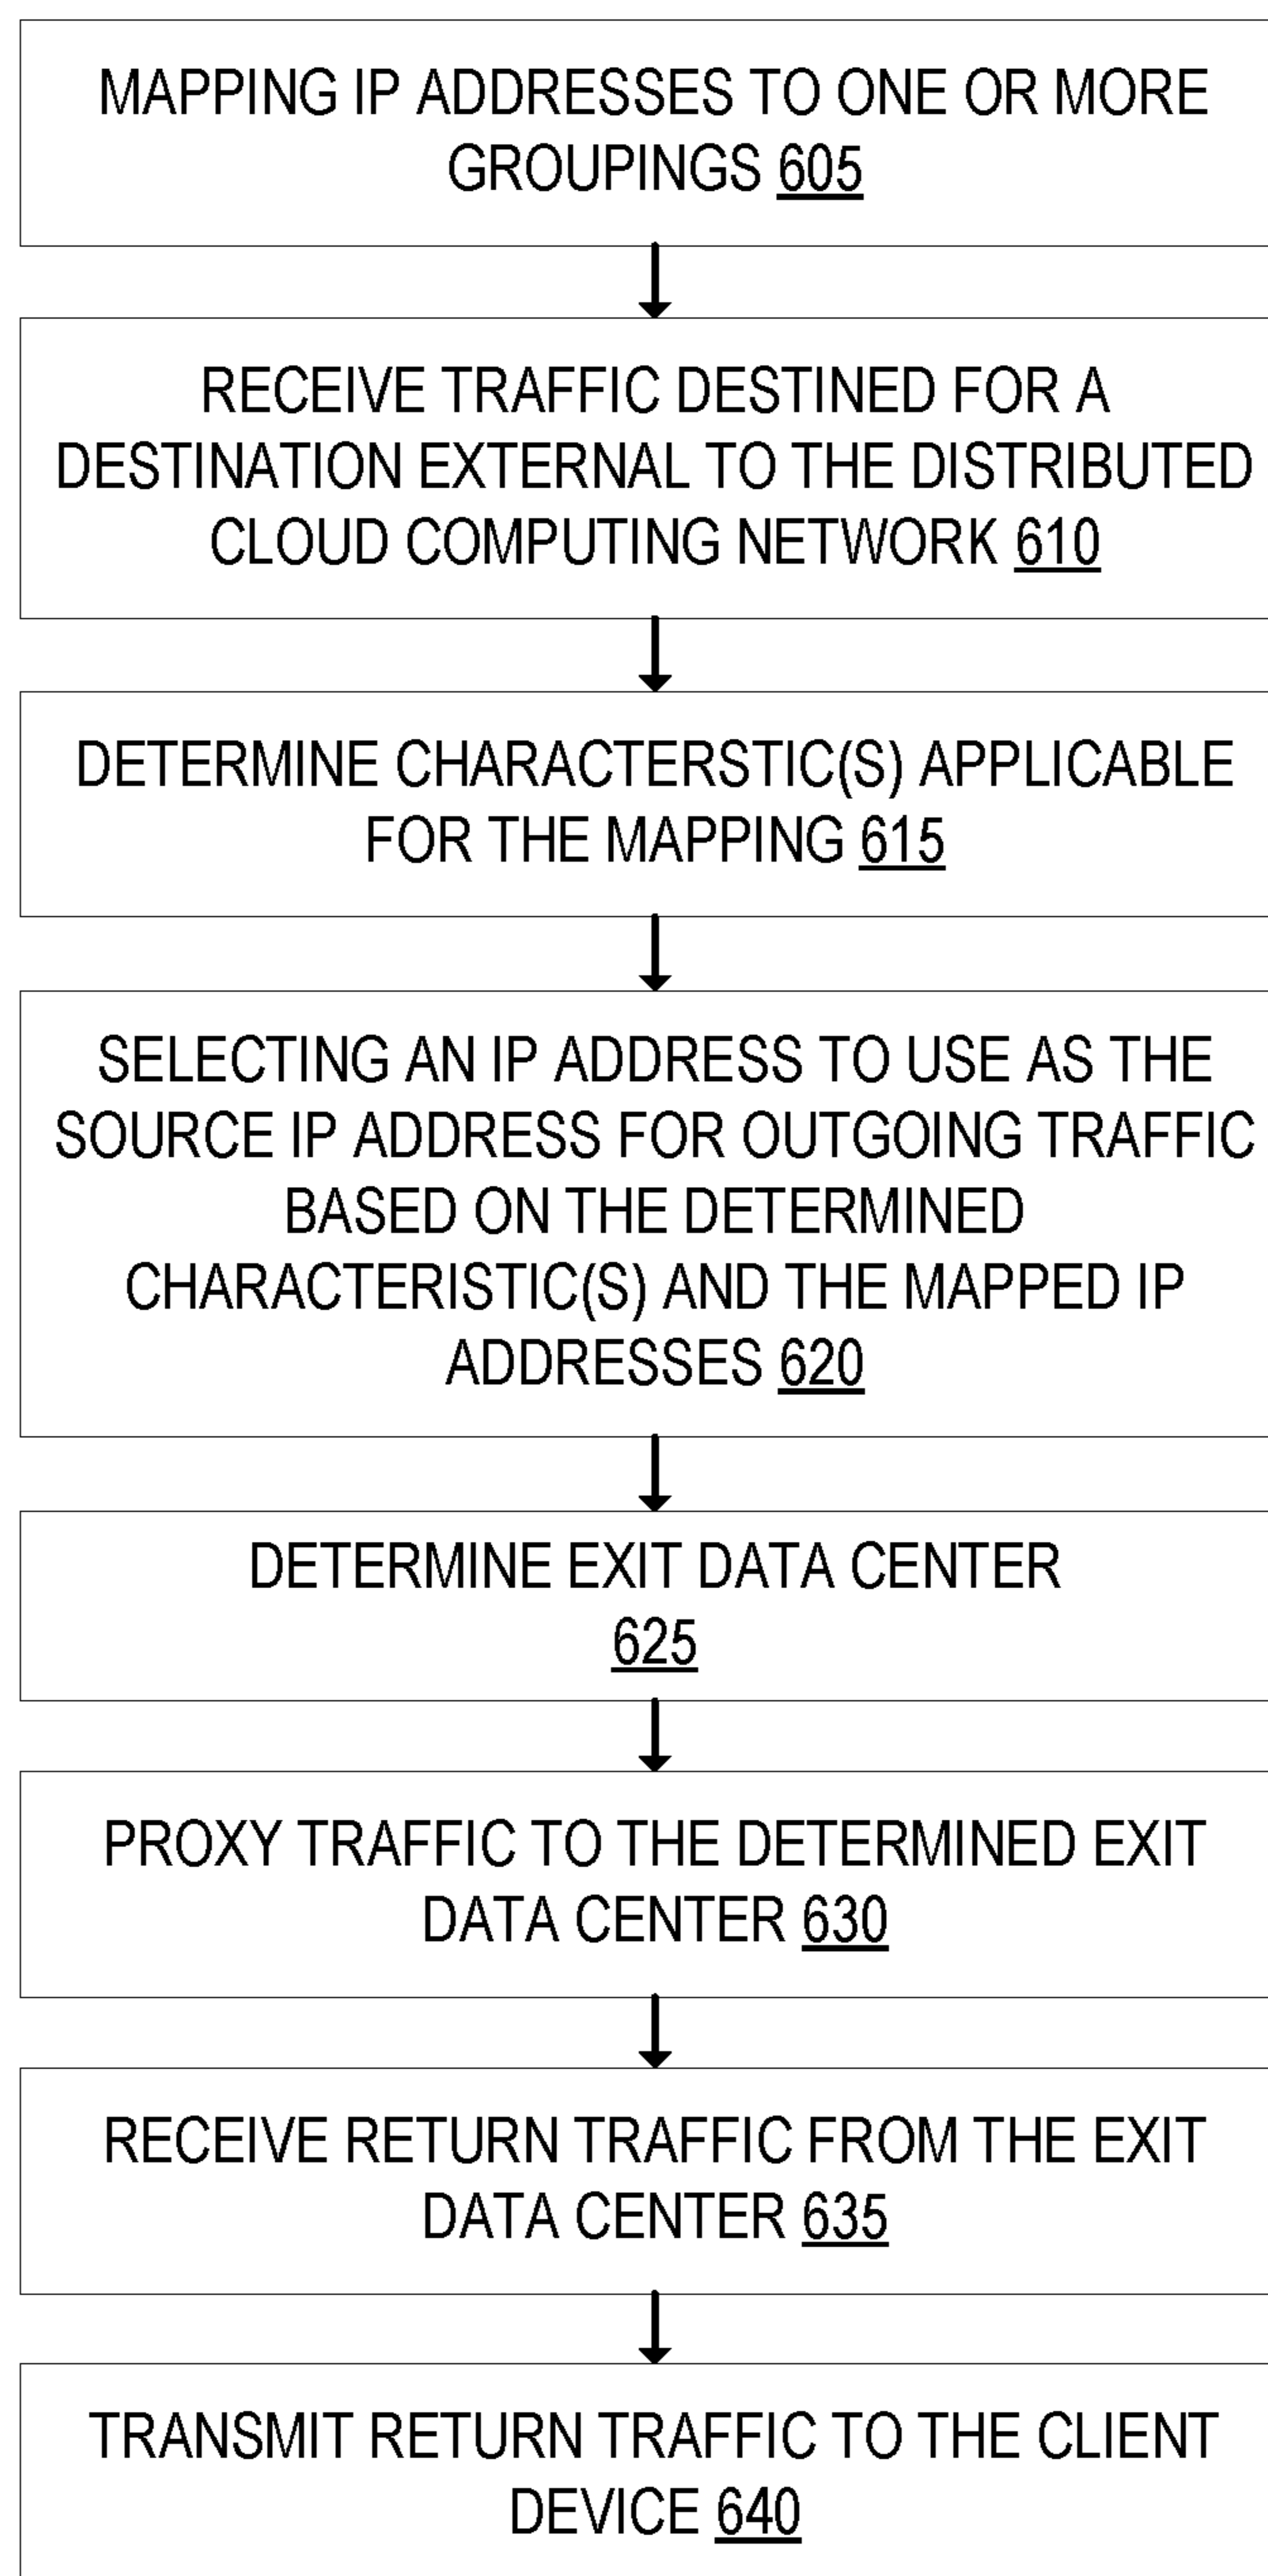 MAPPING IP ADDRESSES TO ONE OR MORE
GROUPINGS 605
RECEIVE TRAFFIC DESTINED FOR A
DESTINATION EXTERNAL TO THE DISTRIBUTED
CLOUD COMPUTING NETWORK 610
DETERMINE CHARACTERSTIC(S) APPLICABLE
FOR THE MAPPING 615
SELECTING AN IP ADDRESS TO USE AS THE
SOURCE IP ADDRESS FOR OUTGOING TRAFFIC
BASED ON THE DETERMINED
CHARACTERISTIC(S) AND THE MAPPED IP
ADDRESSES 620
DETERMINE EXIT DATA CENTER
625
PROXY TRAFFIC TO THE DETERMINED EXIT
DATA CENTER 630
RECEIVE RETURN TRAFFIC FROM THE EXIT
DATA CENTER 635
TRANSMIT RETURN TRAFFIC TO THE CLIENT
DEVICE 640